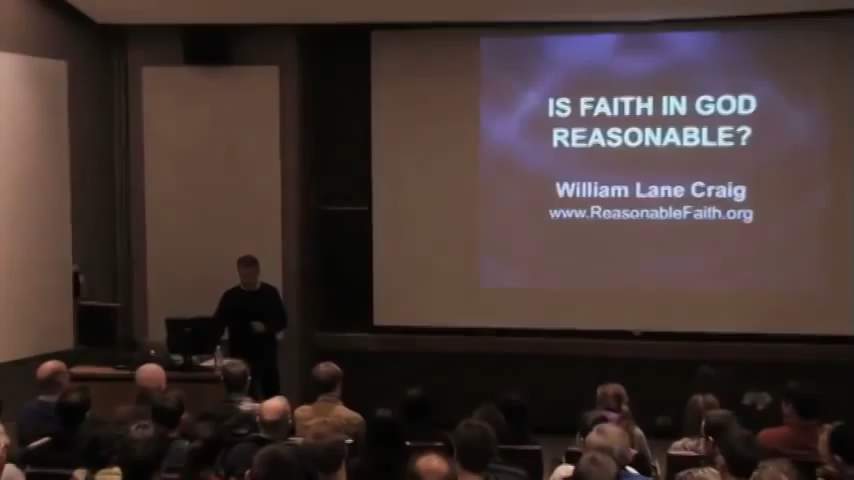 IS FAITH IN GOD
REASONABLE?
William Lane Craig
www.ReasonableFaith.org